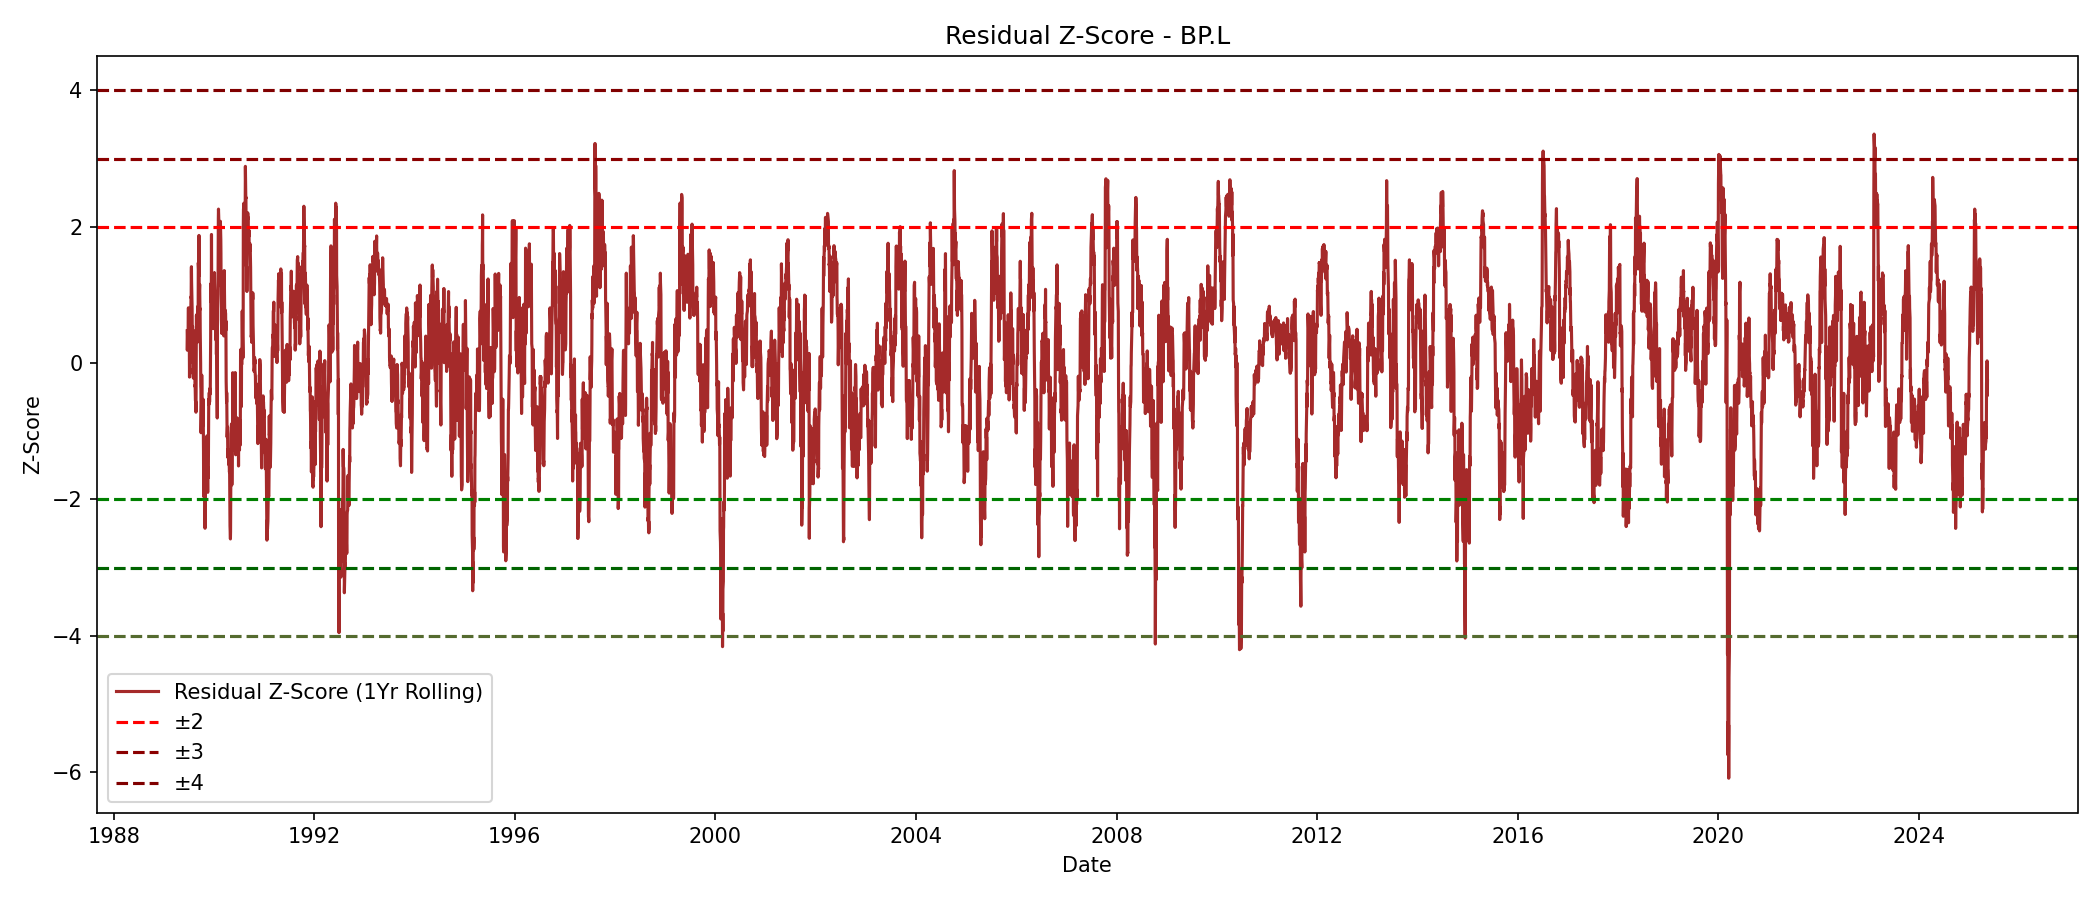 Residual Z-Score - BP.L
Z-Score
4
2
0
−2
−4
−6
Residual Z-Score (1Yr Rolling)
±2
±3
±4
1988 1992 1996 2000 2004 2008 2012 2016 2020 2024
Date